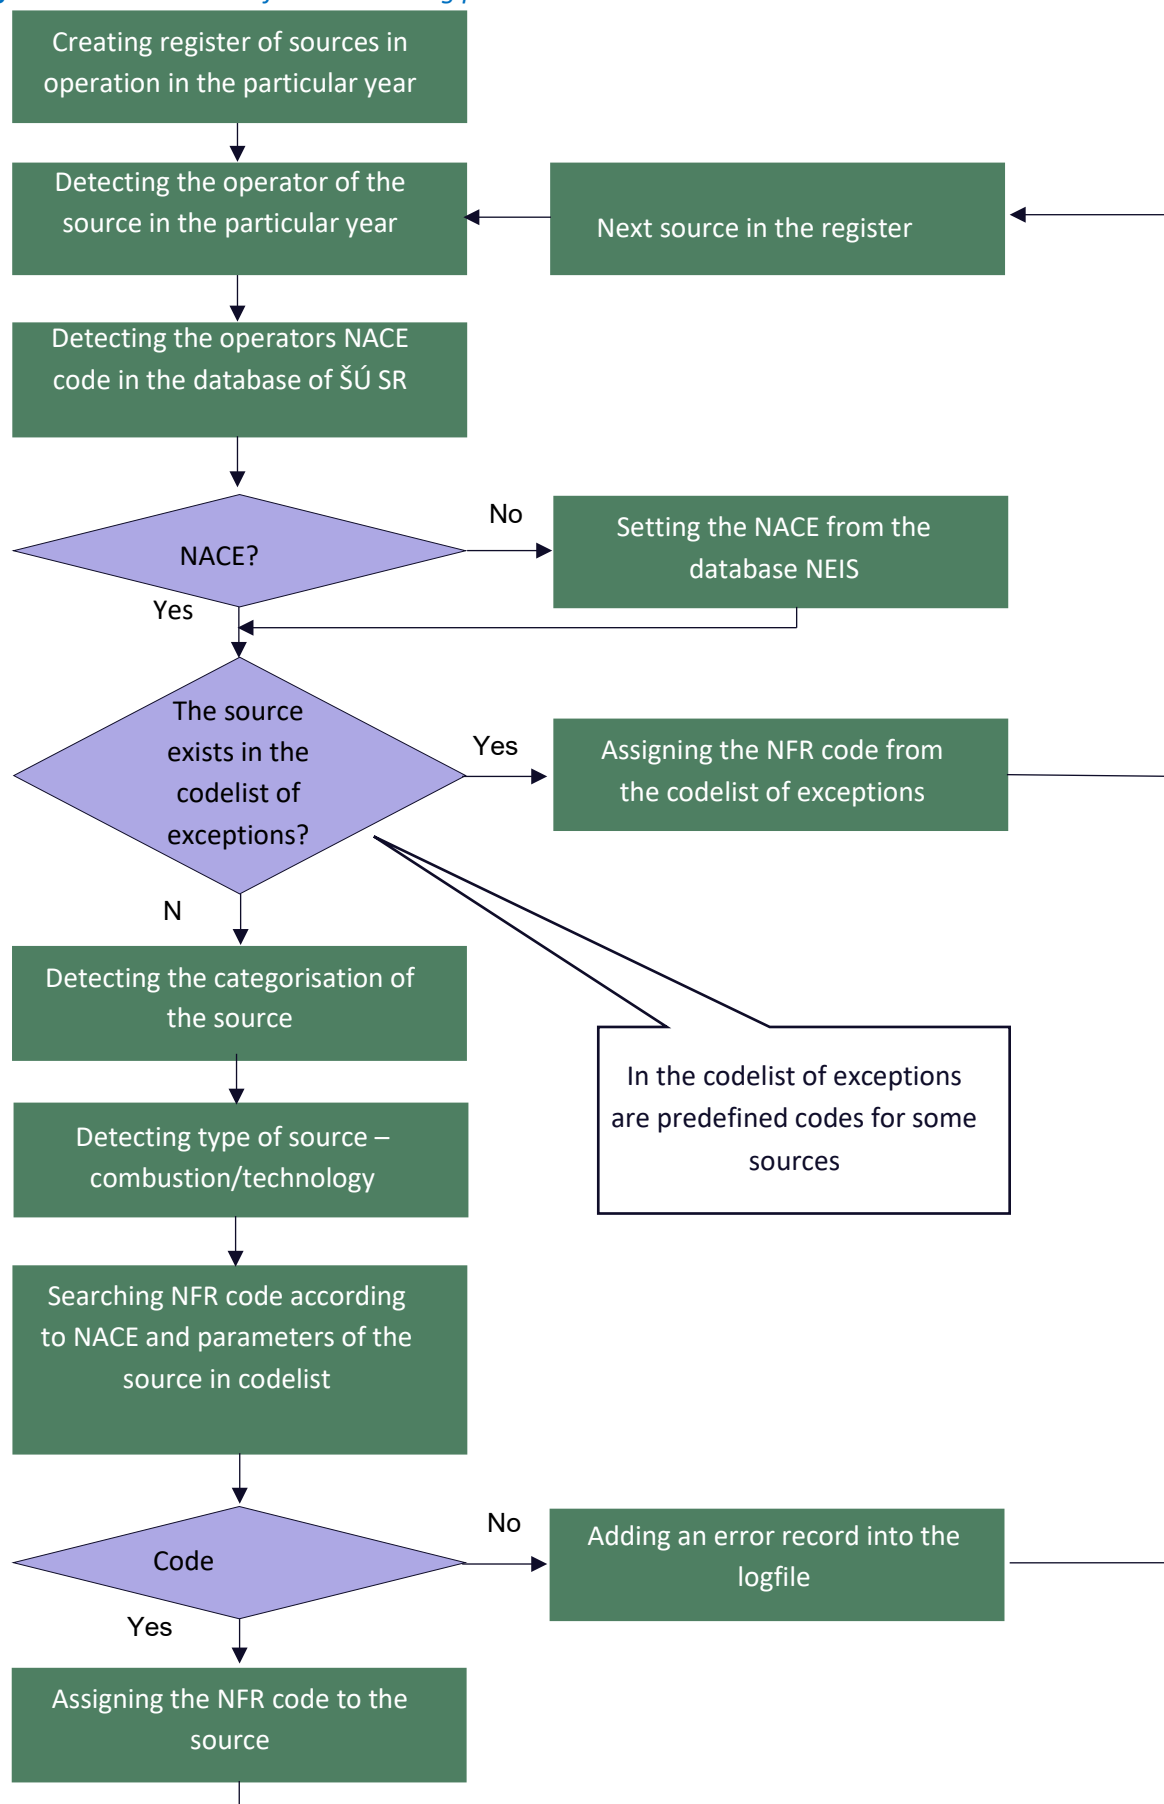 Creating register of sources in
operation in the particular year
Detecting the operator of the
source in the particular year
Next source in the register
Detecting the operators NACE
code in the database of ŠÚ SR
NACE?
No
Setting the NACE from the
database NEIS
Yes
The source
exists in the
codelist of
exceptions?
Yes
Assigning the NFR code from
the codelist of exceptions
N
Detecting the categorisation of
the source
In the codelist of exceptions
are predefined codes for some
sources
Detecting type of source –
combustion/technology
Searching NFR code according
to NACE and parameters of the
source in codelist
Code
No
Adding an error record into the
logfile
Yes
Assigning the NFR code to the
source